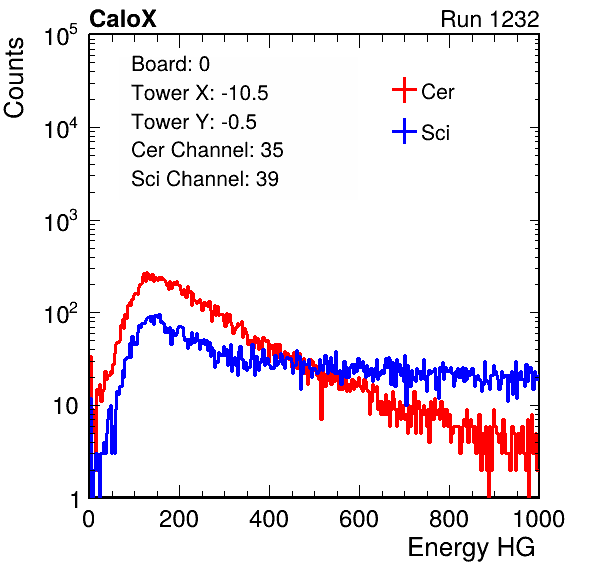 CaloX Run 1232
Counts
10^5
10^4
10^3
10^2
10
1
Board: 0
Tower X: -10.5
Tower Y: -0.5
Cer Channel: 35
Sci Channel: 39
Cer
Sci
0 200 400 600 800 1000
Energy HG